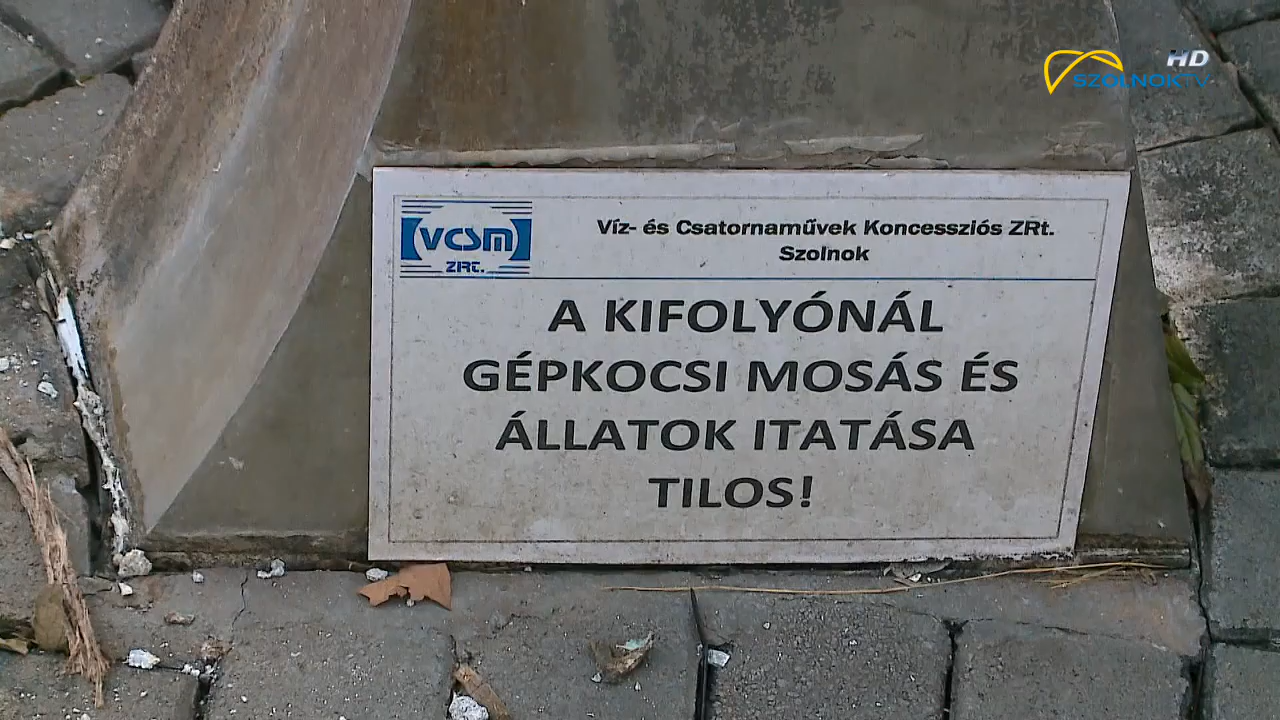 HD
SZOLNOKTV
VCSM
ZRt.
Víz- és Csatornaművek Koncessziós ZRt.
Szolnok
A KIFOLYÓNÁL
GÉPKOCSI MOSÁS ÉS
ÁLLATOK ITATÁSA
TILOS!